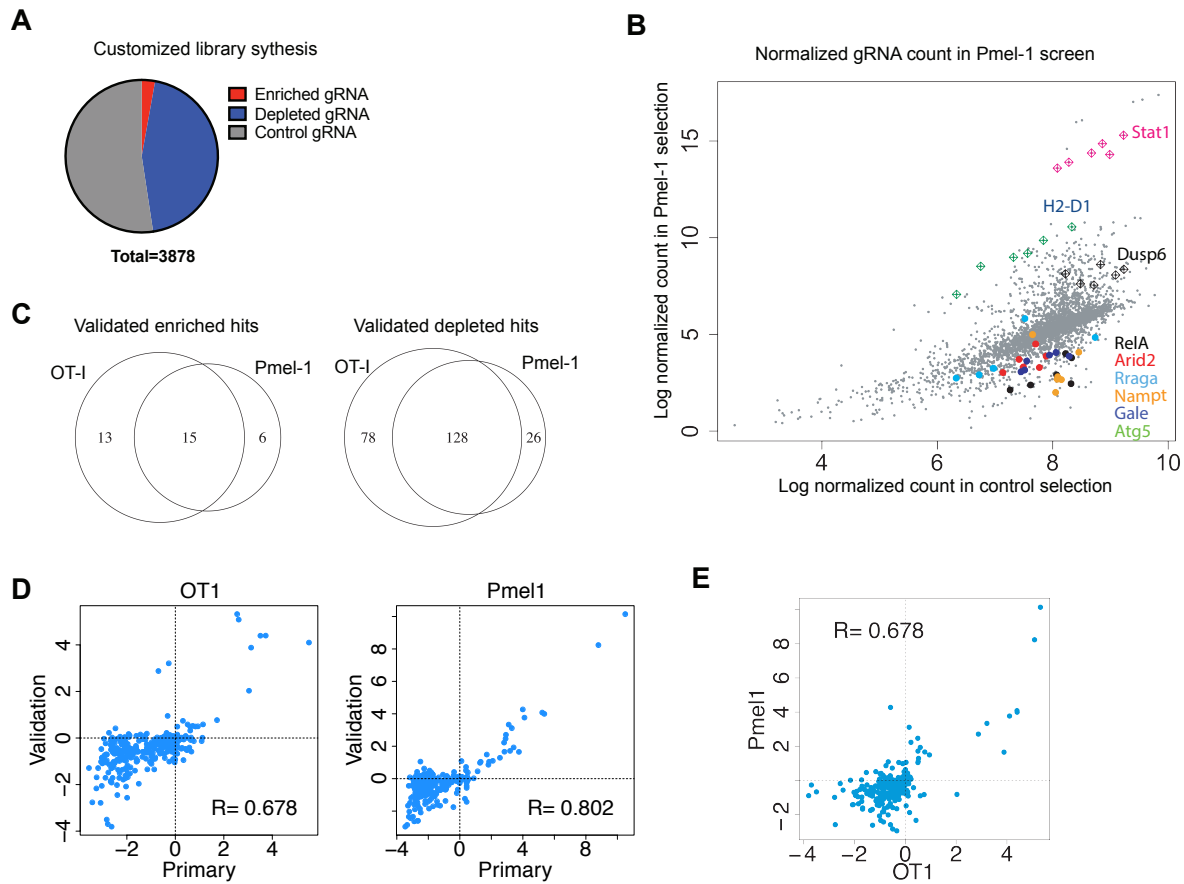 A
Customized library sythesis
Enriched gRNA
Depleted gRNA
Control gRNA
Total=3878
B
Normalized gRNA count in Pmel-1 screen
Log normalized count in Pmel-1 selection
15
10
5
0
Stat1
H2-D1
Dusp6
RelA
Arid2
Rraga
Nampt
Gale
Atg5
4 6 8 10
Log normalized count in control selection
C
Validated enriched hits
OT-I
Pmel-1
13 15 6
Validated depleted hits
OT-I
Pmel-1
78 128 26
D
OT1
Validation
4
2
0
−2
−4
R= 0.678
−2 0 2 4
Primary
Pmel1
Validation
8
4
2
0
R= 0.802
−4 0 4 8
Primary
E
R= 0.678
Pmel1
8
6
4
2
−2
−4 −2 0 2 4
OT1